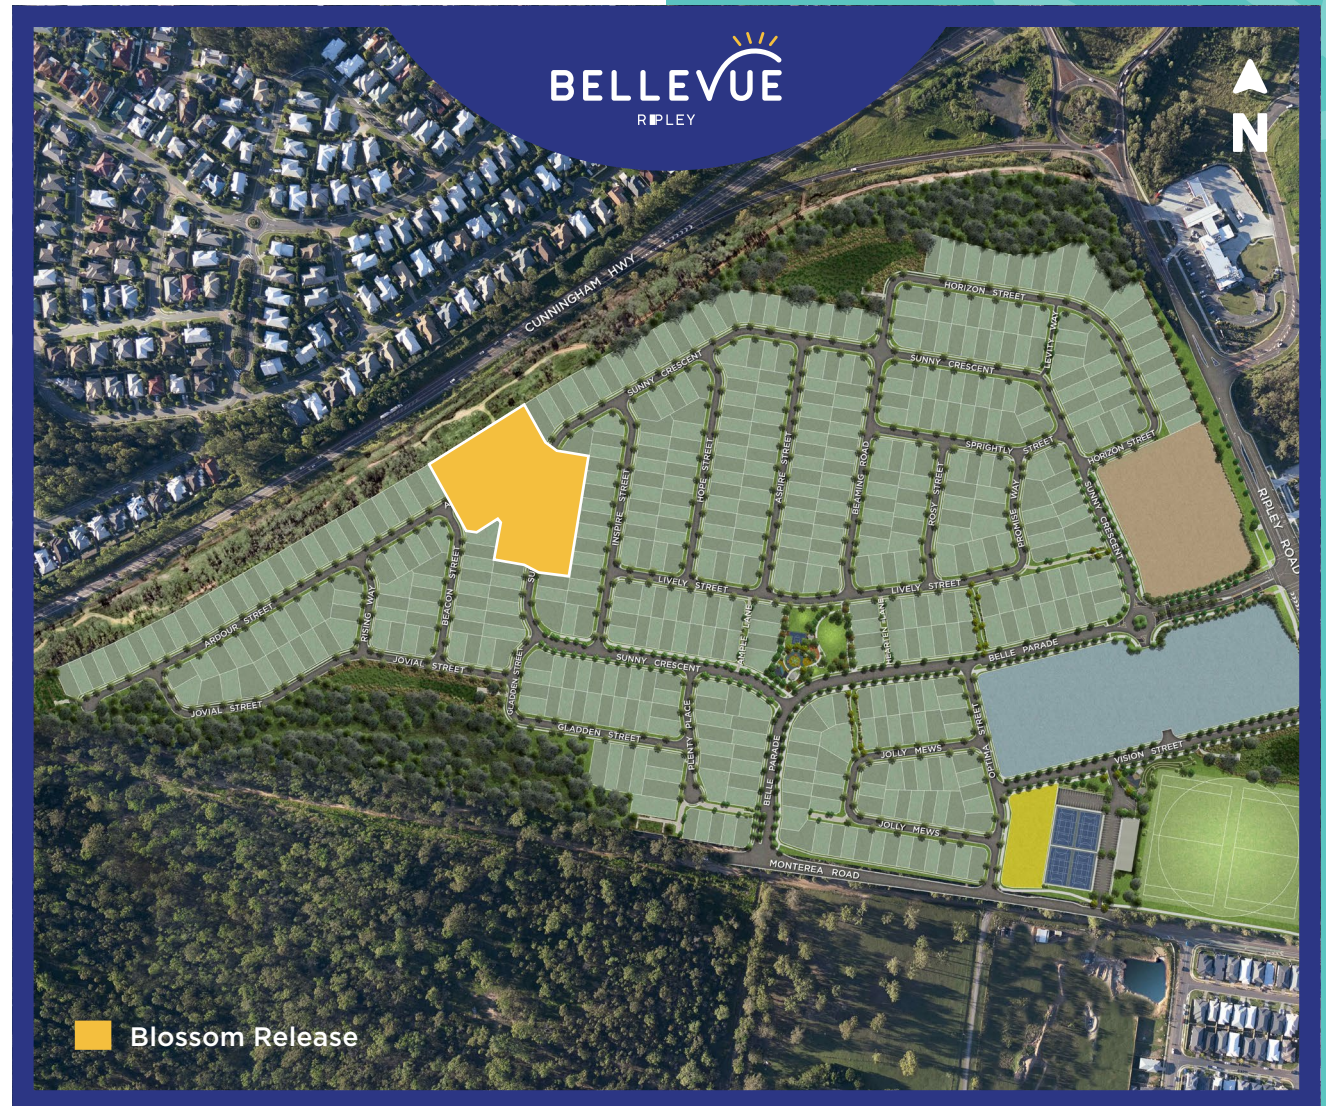 BELLEVUE
RIPLEY
N
CUNNINGHAM HWY
HORIZON STREET
LEVITY WAY
SUNNY CRESCENT
SUNNY CRESCENT
SPRIGHTLY STREET
HORIZON STREET
HOPE STREET
ASPIRE STREET
BEAMING ROAD
ROSY STREET
PROMISE WAY
SUNNY CRESCENT
RIPLEY ROAD
INSPIRE STREET
BEACON STREET
RISING WAY
ARDOUR STREET
LIVELY STREET
LIVELY STREET
AMPLE LANE
HEARTEN LANE
BELLE PARADE
SUNNY CRESCENT
JOVIAL STREET
JOVIAL STREET
GLADDEN STREET
GLADDEN STREET
PLENTY PLACE
BELLE PARADE
OPTIMA STREET
JOLLY MEWS
VISION STREET
JOLLY MEWS
MONTEREA ROAD
Blossom Release